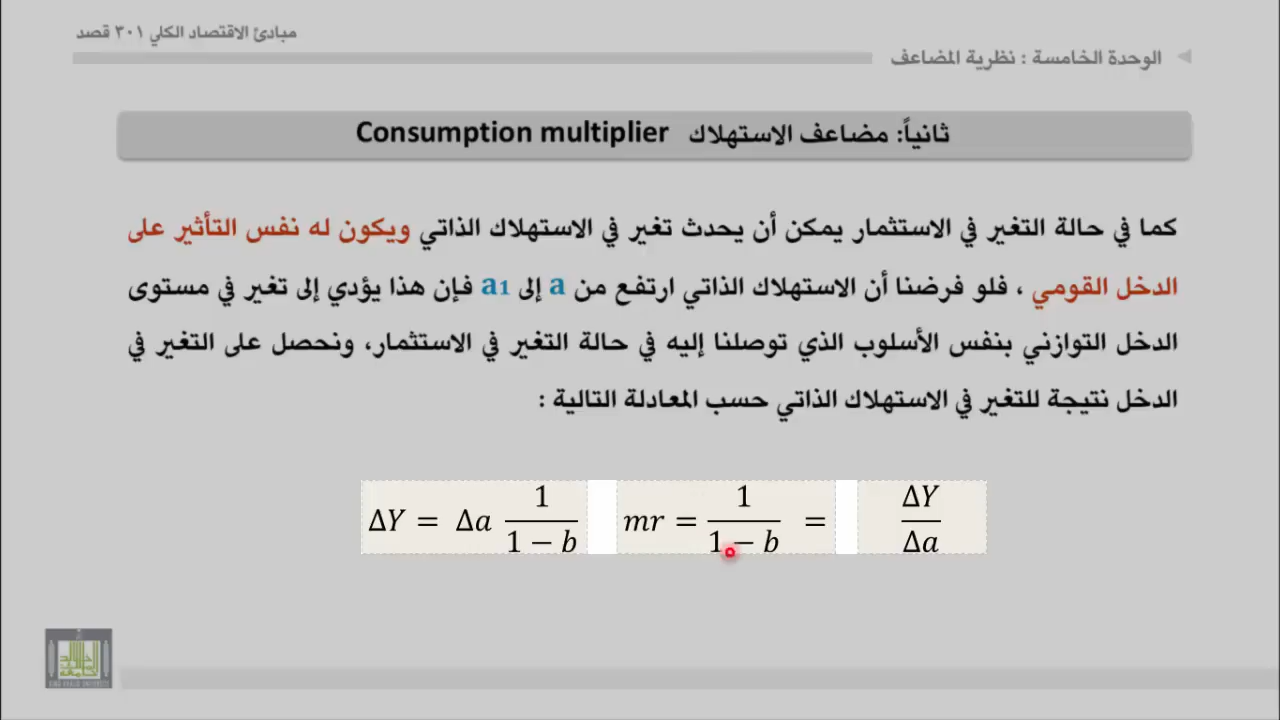 مبادئ الاقتصاد الكلي ٣٠١ قصد
الوحدة الخامسة : نظرية المضاعف
ثانياً: مضاعف الاستهلاك Consumption multiplier
كما في حالة التغير في الاستثمار يمكن أن يحدث تغير في الاستهلاك الذاتي ويكون له نفس التأثير على
الدخل القومي ، فلو فرضنا أن الاستهلاك الذاتي ارتفع من a إلى a1 فإن هذا يؤدي إلى تغير في مستوى
الدخل التوازني بنفس الأسلوب الذي توصلنا إليه في حالة التغير في الاستثمار، ونحصل على التغير في
الدخل نتيجة للتغير في الاستهلاك الذاتي حسب المعادلة التالية :
ΔY = Δa 1/(1 − b) mr = 1/(1 − b) = ΔY/Δa